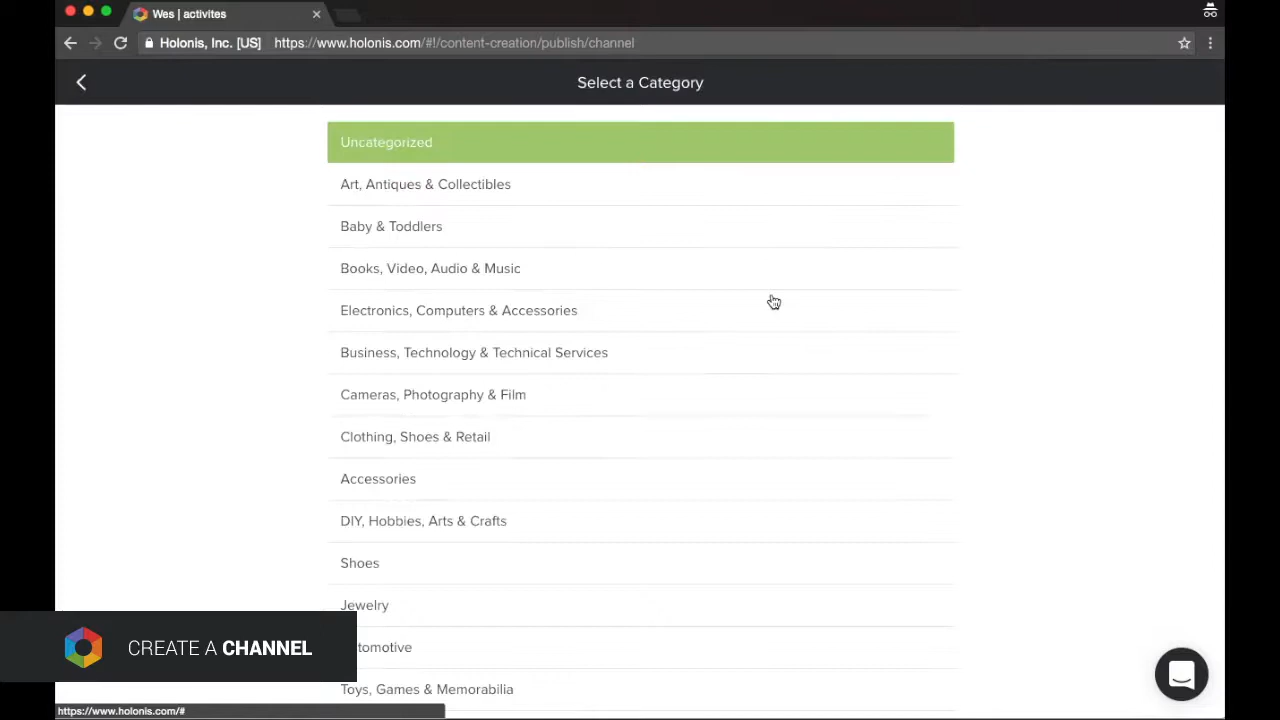 Wes | activites
Holonis, Inc. [US]
https://www.holonis.com/#!/content-creation/publish/channel
Select a Category
Uncategorized
Art, Antiques & Collectibles
Baby & Toddlers
Books, Video, Audio & Music
Electronics, Computers & Accessories
Business, Technology & Technical Services
Cameras, Photography & Film
Clothing, Shoes & Retail
Accessories
DIY, Hobbies, Arts & Crafts
Shoes
Jewelry
tomotive
CREATE A CHANNEL
Toys, Games & Memorabilia
https://www.holonis.com/#